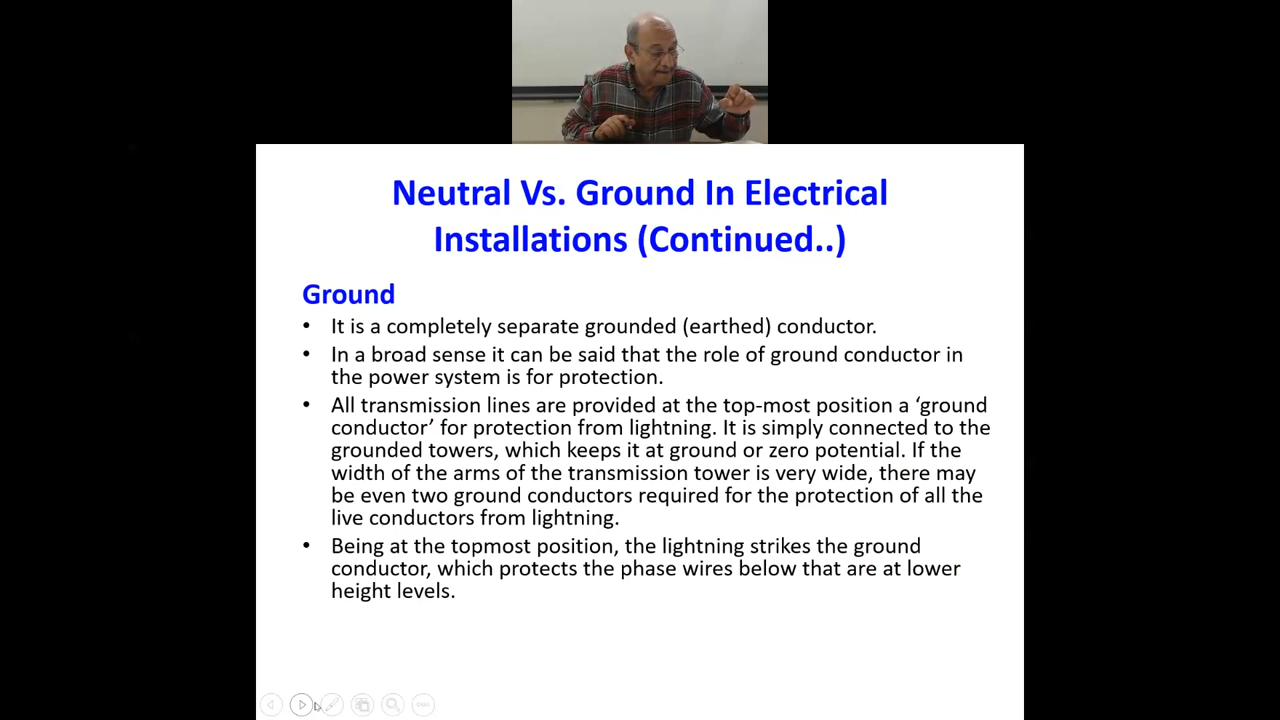 Neutral Vs. Ground In Electrical
Installations (Continued..)
Ground
• It is a completely separate grounded (earthed) conductor.
• In a broad sense it can be said that the role of ground conductor in
the power system is for protection.
• All transmission lines are provided at the top-most position a ‘ground
conductor’ for protection from lightning. It is simply connected to the
grounded towers, which keeps it at ground or zero potential. If the
width of the arms of the transmission tower is very wide, there may
be even two ground conductors required for the protection of all the
live conductors from lightning.
• Being at the topmost position, the lightning strikes the ground
conductor, which protects the phase wires below that are at lower
height levels.